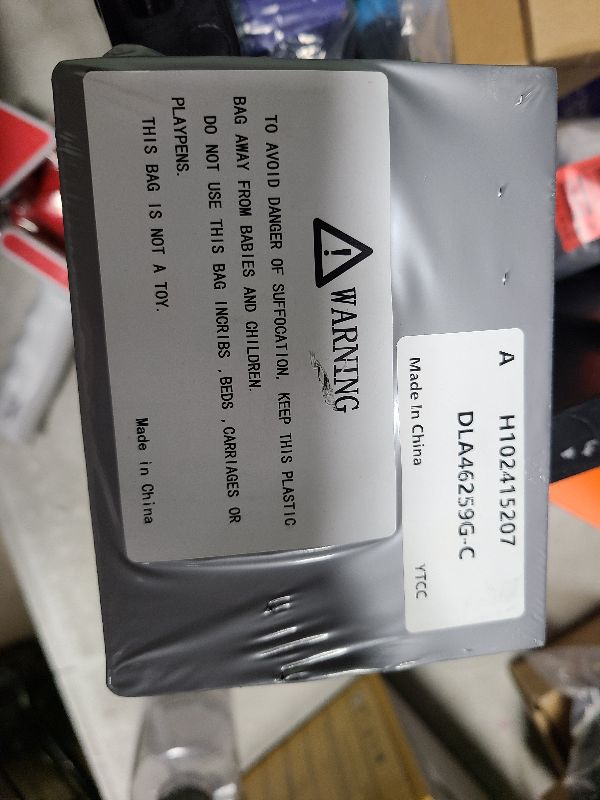 WARNING
TO AVOID DANGER OF SUFFOCATION, KEEP THIS PLASTIC
BAG AWAY FROM BABIES AND CHILDREN.
DO NOT USE THIS BAG INCRIBS ,BEDS ,CARRIAGES OR
PLAYPENS.
THIS BAG IS NOT A TOY.
Made in China
A H102415207
DLA46259G-C
Made In China YTCC